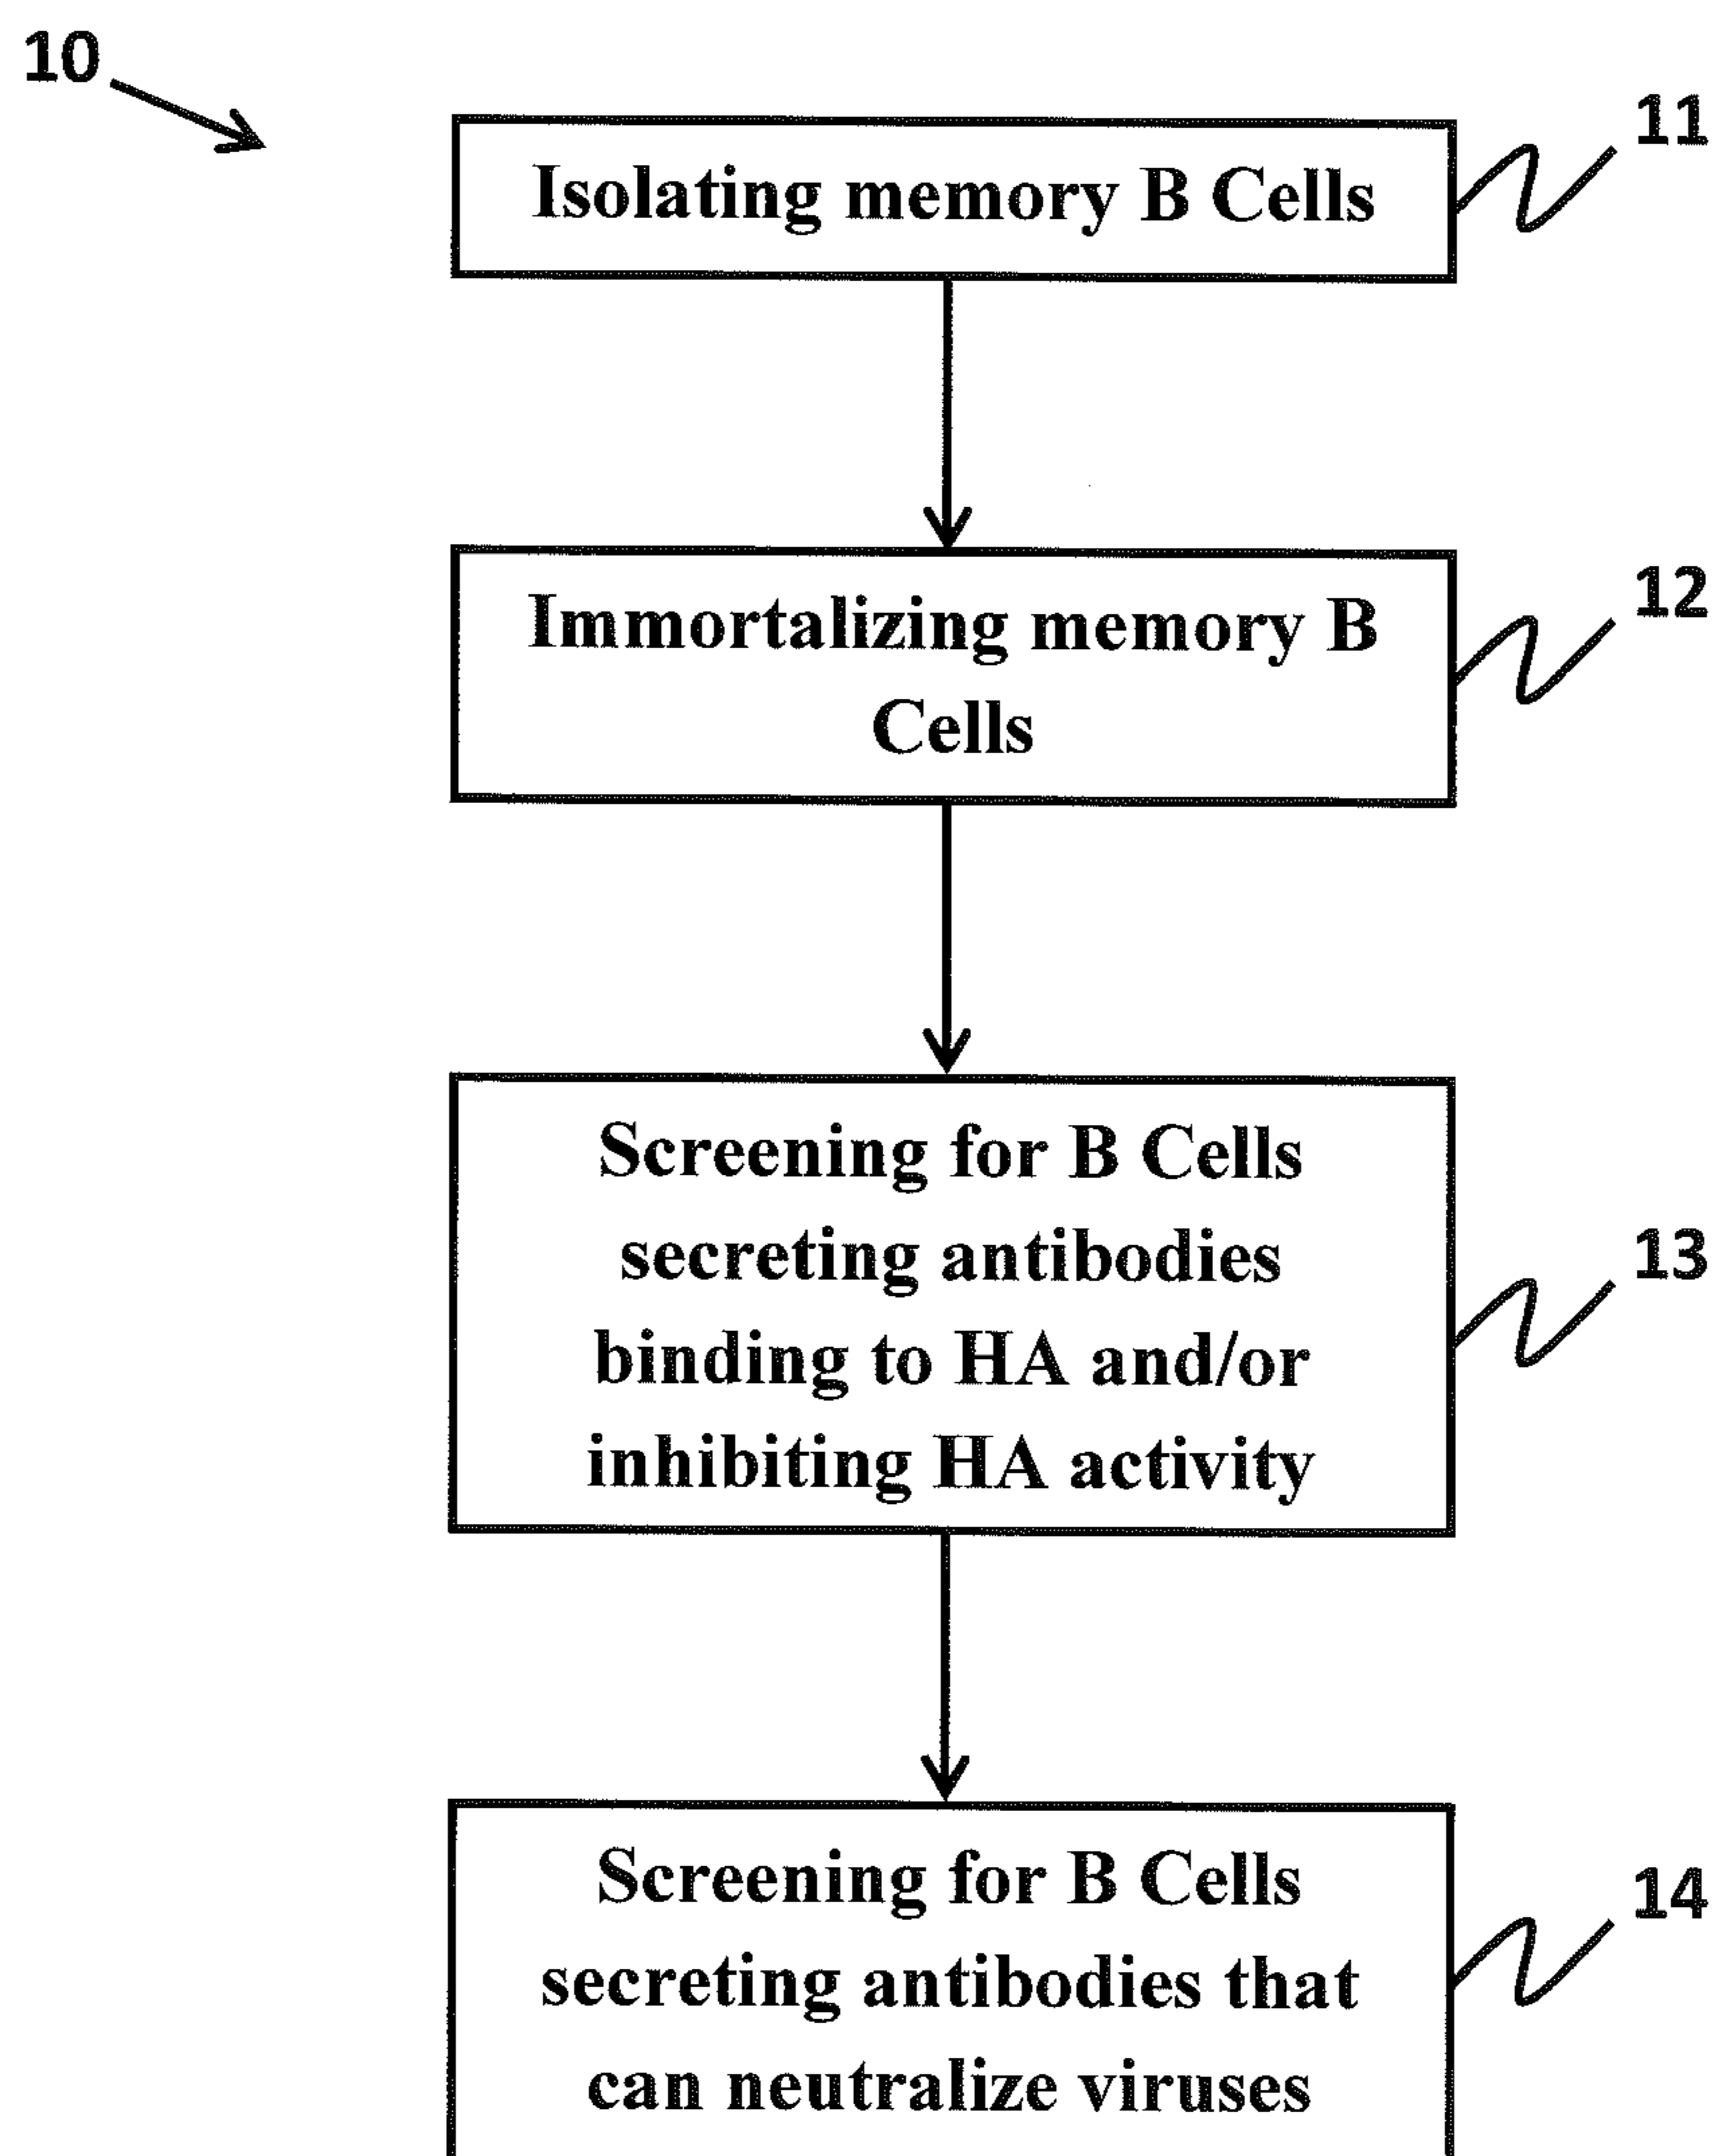 10
11
Isolating memory B Cells
12
Immortalizing memory B
Cells
Screening for B Cells
secreting antibodies
13
binding to HA and/or
inhibiting HA activity
Screening for B Cells
14
secreting antibodies that
can neutralize viruses